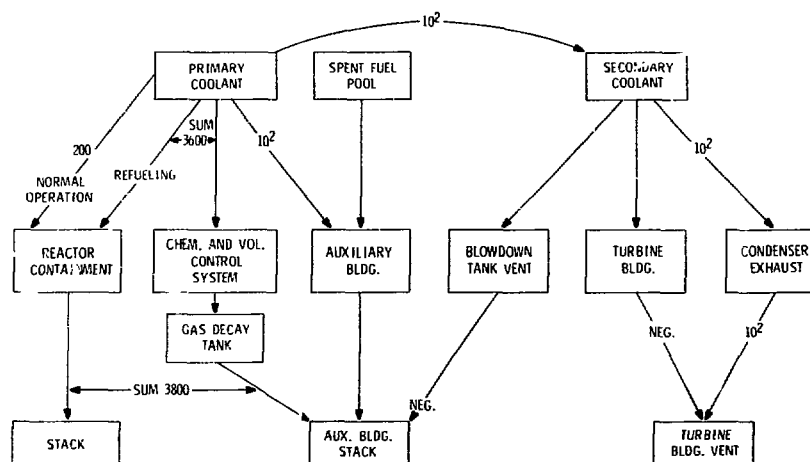 10²
PRIMARY
COOLANT
SPENT FUEL
POOL
SECONDARY
COOLANT
SUM
3600
200
10²
10²
NORMAL
OPERATION
REFUELING
REACTOR
CONTAINMENT
CHEM. AND VOL.
CONTROL
SYSTEM
AUXILIARY
BLDG.
BLOWDOWN
TANK VENT
TURBINE
BLDG.
CONDENSER
EXHAUST
GAS DECAY
TANK
NEG.
10²
SUM 3800
NEG.
STACK
AUX. BLDG.
STACK
TURBINE
BLDG. VENT